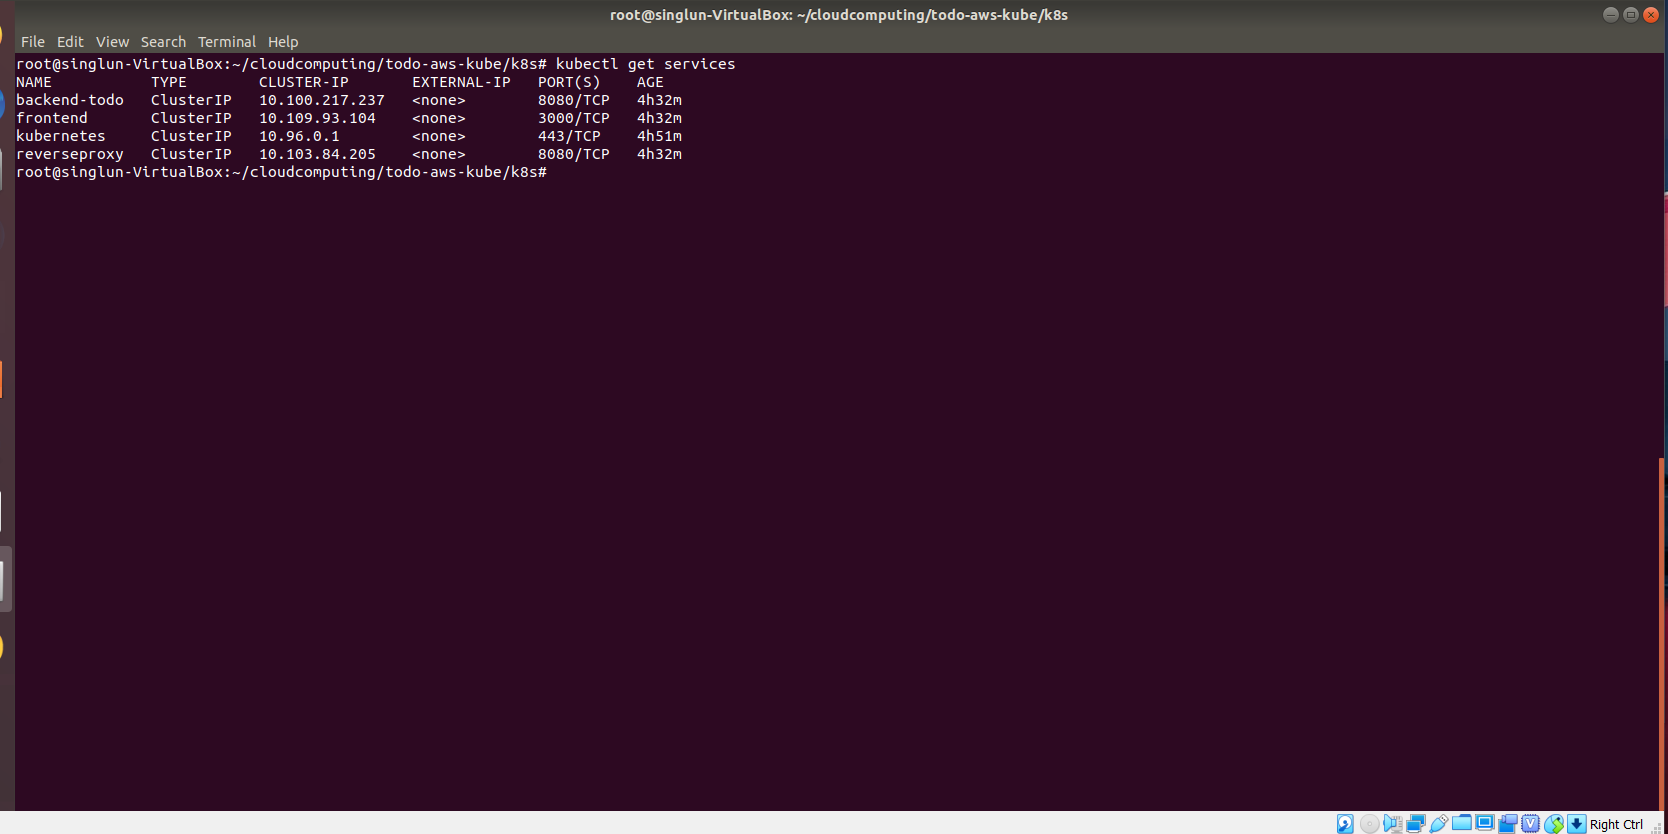 root@singlun-VirtualBox: ~/cloudcomputing/todo-aws-kube/k8s
File Edit View Search Terminal Help
root@singlun-VirtualBox:~/cloudcomputing/todo-aws-kube/k8s# kubectl get services
NAME TYPE CLUSTER-IP EXTERNAL-IP PORT(S) AGE
backend-todo ClusterIP 10.100.217.237 <none> 8080/TCP 4h32m
frontend ClusterIP 10.109.93.104 <none> 3000/TCP 4h32m
kubernetes ClusterIP 10.96.0.1 <none> 443/TCP 4h51m
reverseproxy ClusterIP 10.103.84.205 <none> 8080/TCP 4h32m
root@singlun-VirtualBox:~/cloudcomputing/todo-aws-kube/k8s#
Right Ctrl